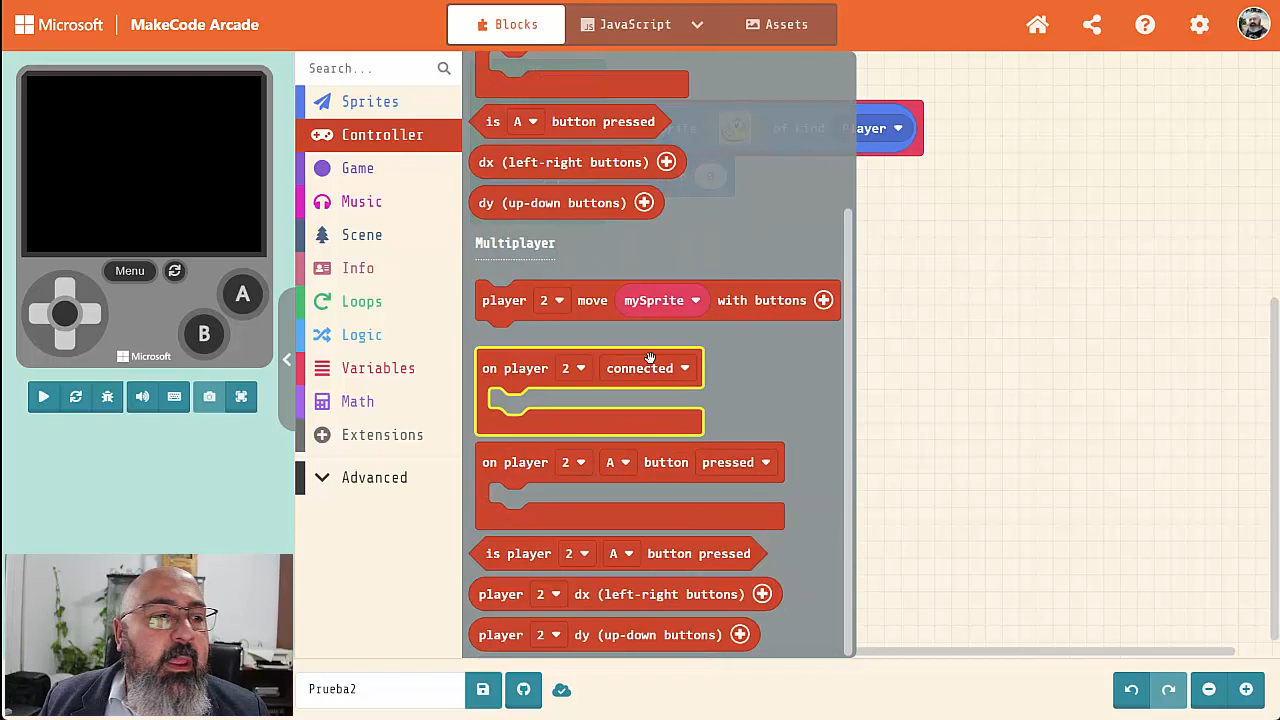 Microsoft MakeCode Arcade Blocks JavaScript Assets
Search...
Sprites
Controller
Game
Music
Scene
Info
Loops
Logic
Variables
Math
Extensions
Advanced
Menu
A
B
Microsoft
is A button pressed
dx (left-right buttons)
dy (up-down buttons)
Multiplayer
player 2 move mySprite with buttons
on player 2 connected
on player 2 A button pressed
is player 2 A button pressed
player 2 dx (left-right buttons)
player 2 dy (up-down buttons)
of kind Player
Prueba2